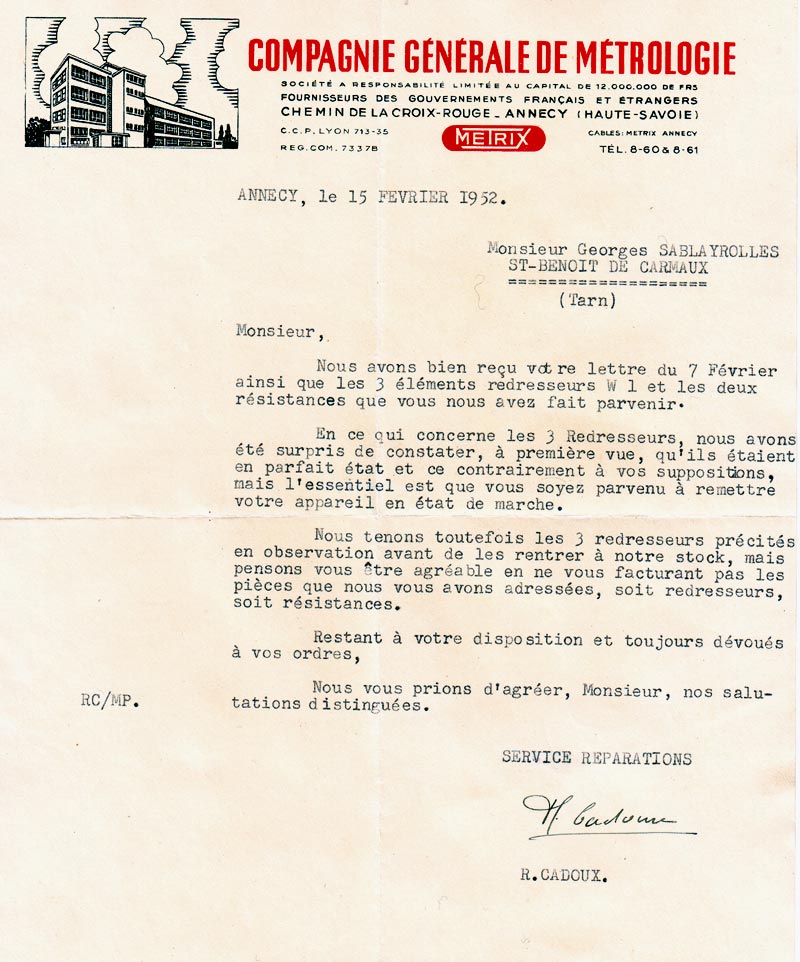 COMPAGNIE GÉNÉRALE DE MÉTROLOGIE
SOCIÉTÉ A RESPONSABILITÉ LIMITÉE AU CAPITAL DE 12.000.000 DE FRS
FOURNISSEURS DES GOUVERNEMENTS FRANÇAIS ET ÉTRANGERS
CHEMIN DE LA CROIX-ROUGE - ANNECY (HAUTE-SAVOIE)
C.C.P. LYON 713-35
METRIX
CABLES: METRIX ANNECY
REG.COM. 7337B
TÉL. 8-60 & 8-61
ANNECY, le 15 FEVRIER 1952.
Monsieur Georges SABLAYROLLES
ST-BENOIT DE CARMAUX
====================
(Tarn)
Monsieur,
Nous avons bien reçu votre lettre du 7 Février
ainsi que les 3 éléments redresseurs W 1 et les deux
résistances que vous nous avez fait parvenir.
En ce qui concerne les 3 Redresseurs, nous avons
été surpris de constater, à première vue, qu'ils étaient
en parfait état et ce contrairement à vos suppositions,
mais l'essentiel est que vous soyez parvenu à remettre
votre appareil en état de marche.
Nous tenons toutefois les 3 redresseurs précités
en observation avant de les rentrer à notre stock, mais
pensons vous être agréable en ne vous facturant pas les
pièces que nous vous avons adressées, soit redresseurs,
soit résistances.
Restant à votre disposition et toujours dévoués
à vos ordres,
Nous vous prions d'agréer, Monsieur, nos salu-
RC/MP.
tations distinguées.
SERVICE REPARATIONS
R.CADOUX.